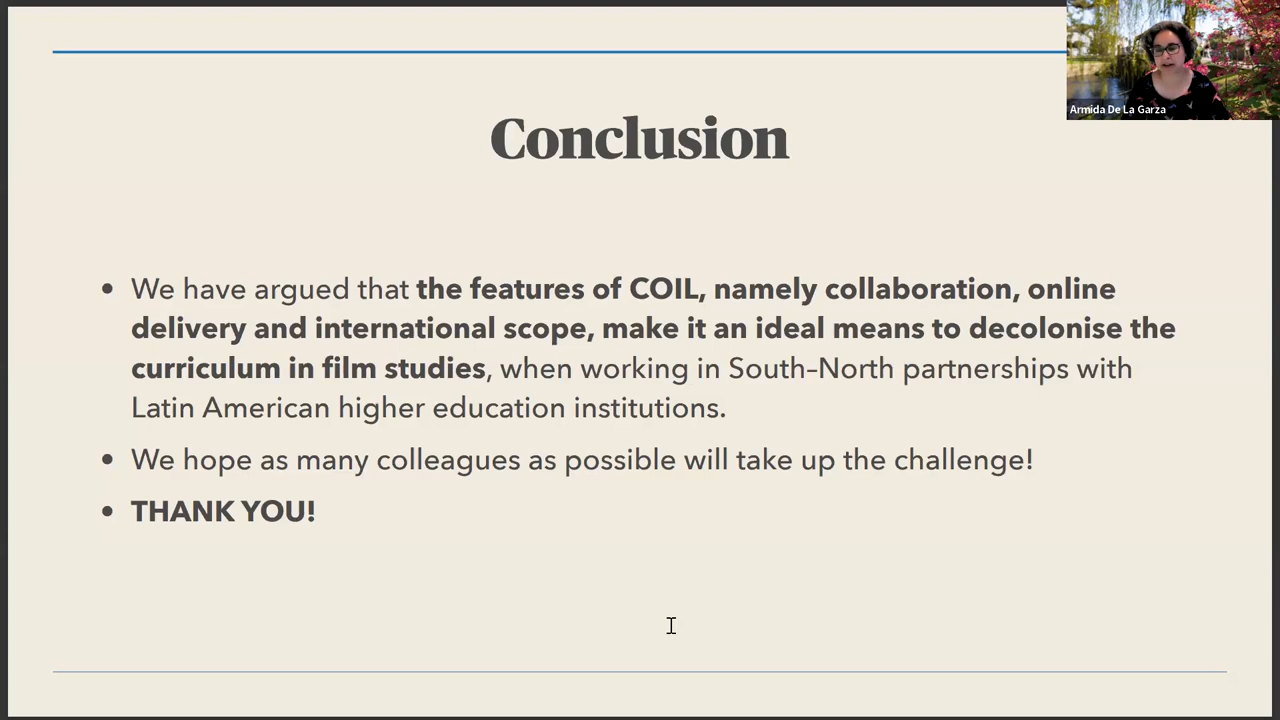 Armida De La Garza
Conclusion
• We have argued that the features of COIL, namely collaboration, online
delivery and international scope, make it an ideal means to decolonise the
curriculum in film studies, when working in South–North partnerships with
Latin American higher education institutions.
• We hope as many colleagues as possible will take up the challenge!
• THANK YOU!